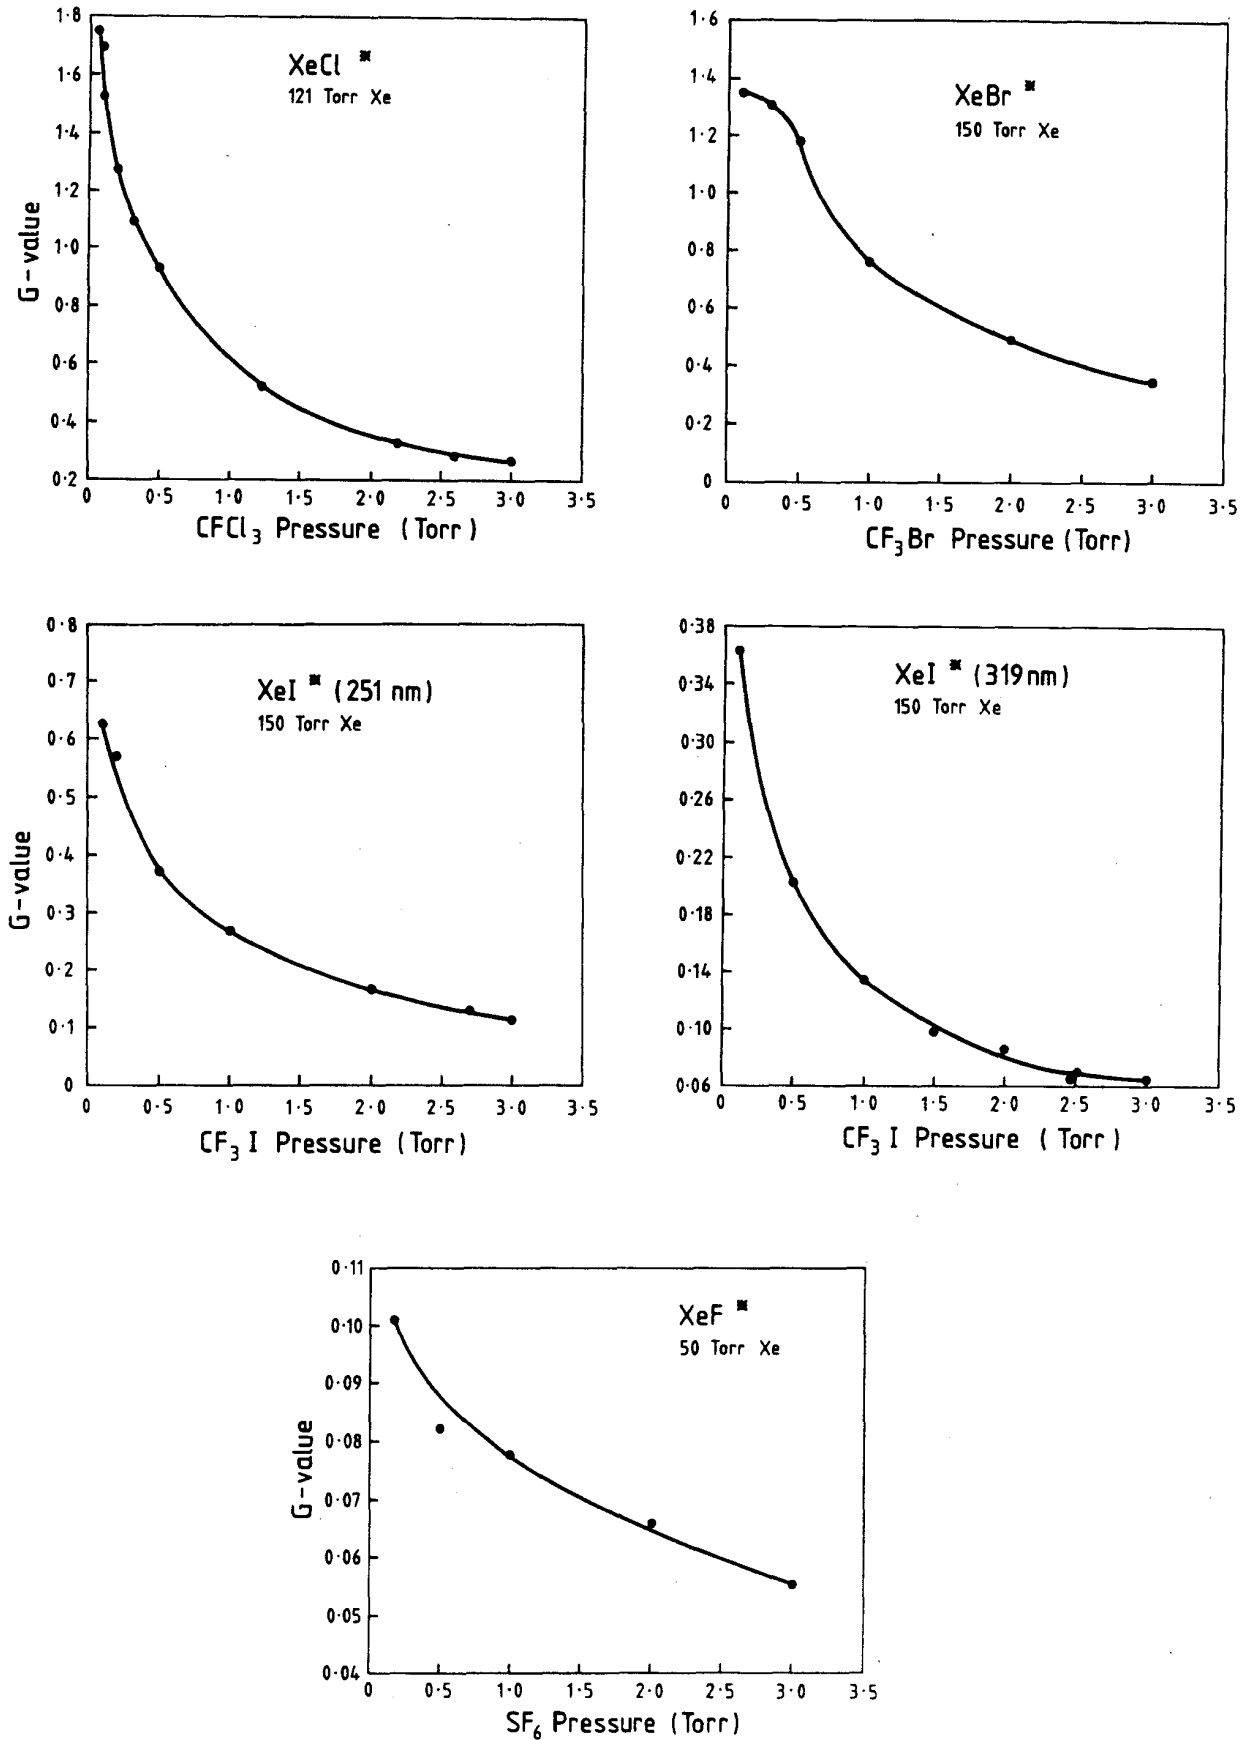 1·8
1·6
1·4
1·2
1·0
0·8
0·6
0·4
0·2
G-value
XeCl *
121 Torr Xe
0 0·5 1·0 1·5 2·0 2·5 3·0 3·5
CFCl3 Pressure (Torr)
1·6
1·4
1·2
1·0
0·8
0·6
0·4
0·2
0
XeBr *
150 Torr Xe
0 0·5 1·0 1·5 2·0 2·5 3·0 3·5
CF3Br Pressure (Torr)
0·8
0·7
0·6
0·5
0·4
0·3
0·2
0·1
0
G-value
XeI * (251 nm)
150 Torr Xe
0 0·5 1·0 1·5 2·0 2·5 3·0 3·5
CF3 I Pressure (Torr)
0·38
0·34
0·30
0·26
0·22
0·18
0·14
0·10
0·06
XeI * (319 nm)
150 Torr Xe
0 0·5 1·0 1·5 2·0 2·5 3·0 3·5
CF3 I Pressure (Torr)
0·11
0·10
0·09
0·08
0·07
0·06
0·05
0·04
G-value
XeF *
50 Torr Xe
0 0·5 1·0 1·5 2·0 2·5 3·0 3·5
SF6 Pressure (Torr)